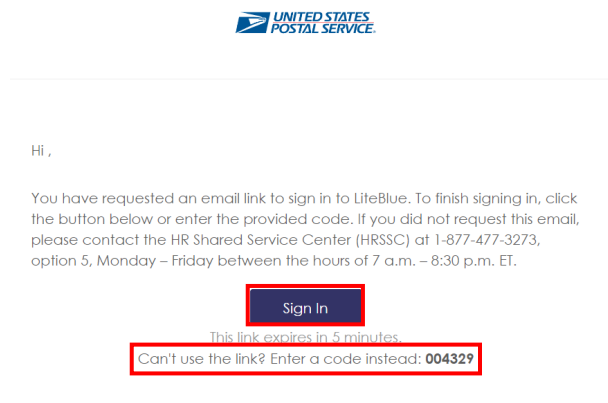 UNITED STATES
POSTAL SERVICE.
Hi ,
You have requested an email link to sign in to LiteBlue. To finish signing in, click
the button below or enter the provided code. If you did not request this email,
please contact the HR Shared Service Center (HRSSC) at 1-877-477-3273,
option 5, Monday – Friday between the hours of 7 a.m. – 8:30 p.m. ET.
Sign In
This link expires in 5 minutes.
Can't use the link? Enter a code instead: 004329